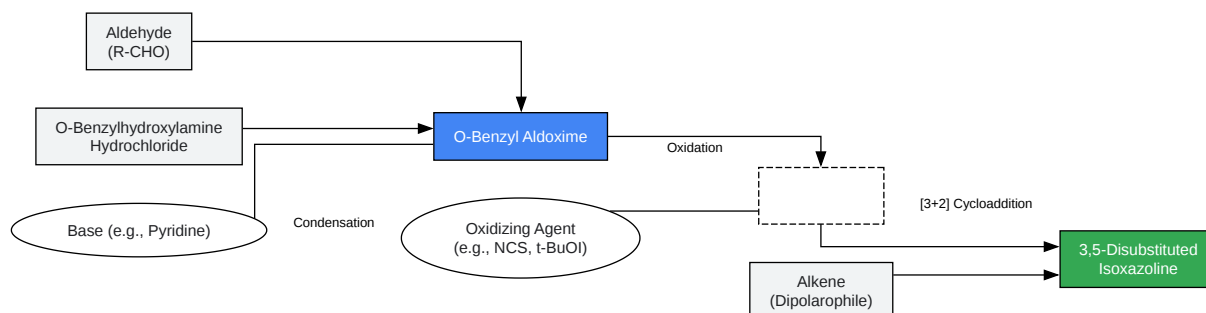 Aldehyde
(R-CHO)
O-Benzylhydroxylamine
Hydrochloride
O-Benzyl Aldoxime
Oxidation
Base (e.g., Pyridine)
Condensation
Oxidizing Agent
(e.g., NCS, t-BuOI)
[3+2] Cycloaddition
3,5-Disubstituted
Isoxazoline
Alkene
(Dipolarophile)